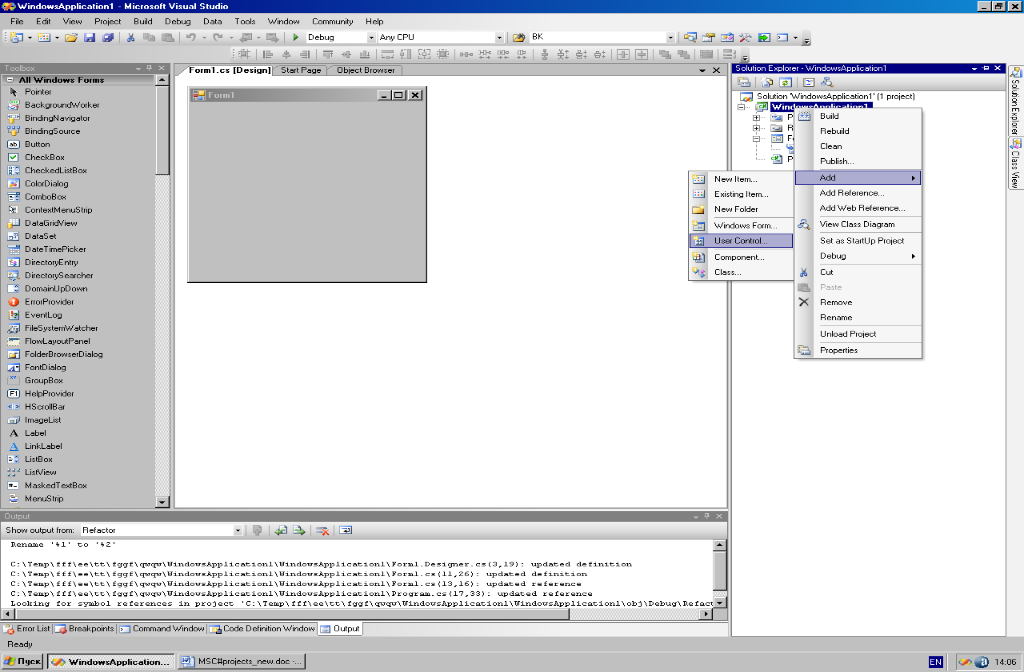 WindowsApplication1 - Microsoft Visual Studio
File Edit View Project Build Debug Data Tools Window Community Help
Debug Any CPU BK
Toolbox
All Windows Forms
Pointer
BackgroundWorker
BindingNavigator
BindingSource
Button
CheckBox
CheckedListBox
ColorDialog
ComboBox
ContextMenuStrip
DataGridView
DataSet
DateTimePicker
DirectoryEntry
DirectorySearcher
DomainUpDown
ErrorProvider
EventLog
FileSystemWatcher
FlowLayoutPanel
FolderBrowserDialog
FontDialog
GroupBox
HelpProvider
HScrollBar
ImageList
Label
LinkLabel
ListBox
ListView
MaskedTextBox
MenuStrip
Form1.cs [Design] Start Page Object Browser
Form1
Solution Explorer - WindowsApplication1
Solution 'WindowsApplication1' (1 project)
WindowsApplication1
Build
Rebuild
Clean
Publish...
Add
Add Reference...
Add Web Reference...
View Class Diagram
Set as StartUp Project
Debug
Cut
Paste
Remove
Rename
Unload Project
Properties
New Item...
Existing Item...
New Folder
Windows Form...
User Control...
Component...
Class...
Solution Explorer
Class View
Output
Show output from: Refactor
Rename '%1' to '%2'
C:\Temp\fff\ee\tt\fggf\qwqw\WindowsApplication1\WindowsApplication1\Form1.Designer.cs(3,19): updated definition
C:\Temp\fff\ee\tt\fggf\qwqw\WindowsApplication1\WindowsApplication1\Form1.cs(11,26): updated definition
C:\Temp\fff\ee\tt\fggf\qwqw\WindowsApplication1\WindowsApplication1\Form1.cs(13,16): updated reference
C:\Temp\fff\ee\tt\fggf\qwqw\WindowsApplication1\WindowsApplication1\Program.cs(17,33): updated reference
Looking for symbol references in project 'C:\Temp\fff\ee\tt\fggf\qwqw\WindowsApplication1\WindowsApplication1\obj\Debug\Refac
Error List Breakpoints Command Window Code Definition Window Output
Ready
Пуск WindowsApplication... MSC#projects_new.doc -... EN 14:06